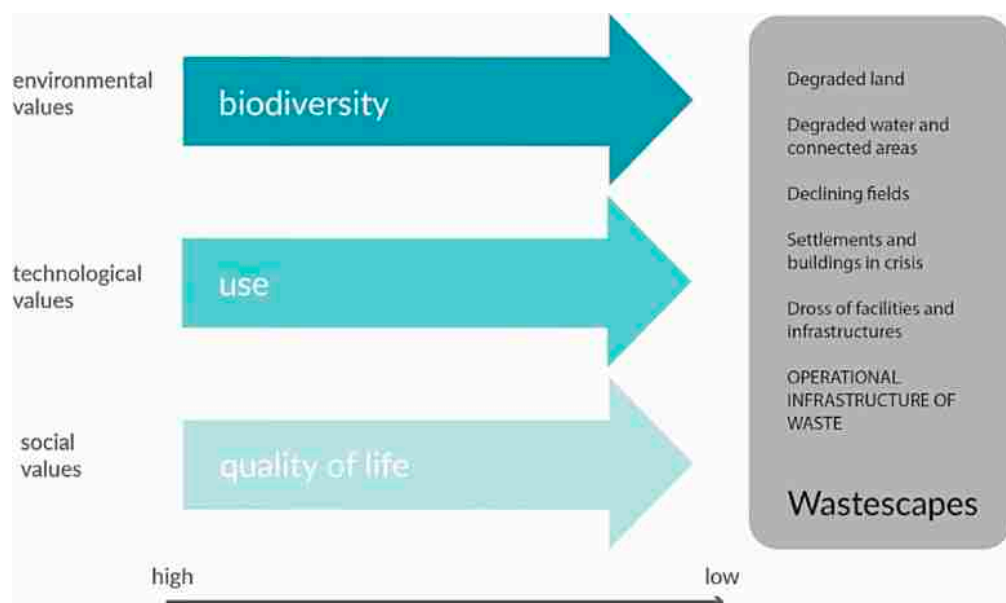 environmental
values
biodiversity
technological
values
use
social
values
quality of life
high
low
Degraded land
Degraded water and
connected areas
Declining fields
Settlements and
buildings in crisis
Dross of facilities and
infrastructures
OPERATIONAL
INFRASTRUCTURE OF
WASTE
Wastescapes